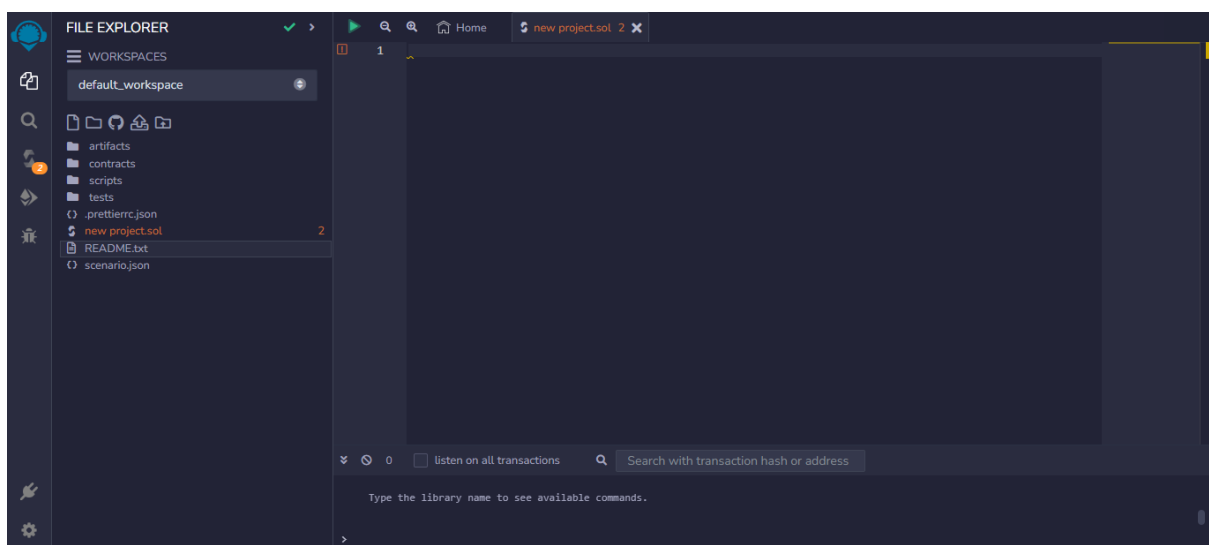 FILE EXPLORER
WORKSPACES
default_workspace
artifacts
contracts
scripts
tests
.prettierrc.json
new project.sol 2
README.txt
scenario.json
2
Home
new project.sol 2
1
0 listen on all transactions
Search with transaction hash or address
Type the library name to see available commands.
>